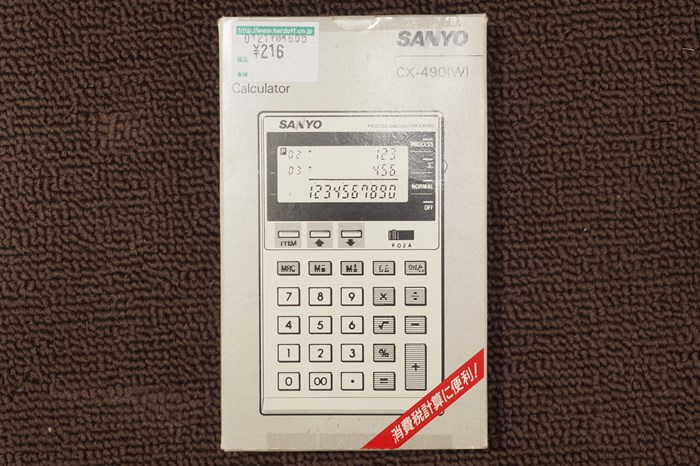 http://www.hardoff.co.jp
¥216
SANYO
CX-490(W)
Calculator
SANYO
PROCESS
P 02 + 123
03 + 456
1234567890
NORMAL
OFF
ITEM
F 0 2 A
MRC
7 8 9 × ÷
4 5 6 √ −
1 2 3 % +
0 00 · =
消費税計算に便利!